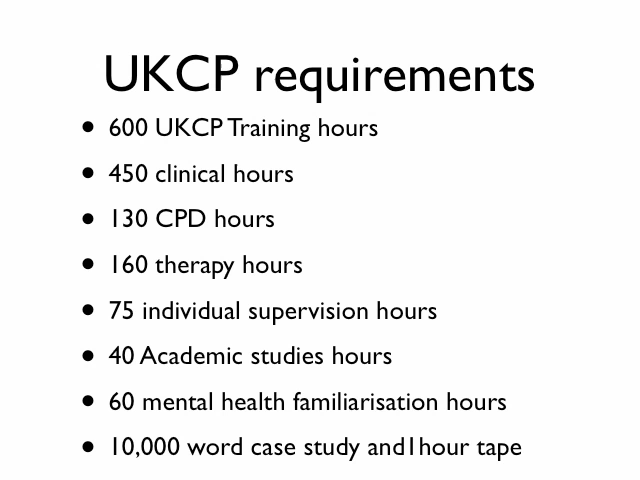 UKCP requirements
• 600 UKCP Training hours
• 450 clinical hours
• 130 CPD hours
• 160 therapy hours
• 75 individual supervision hours
• 40 Academic studies hours
• 60 mental health familiarisation hours
• 10,000 word case study and1hour tape